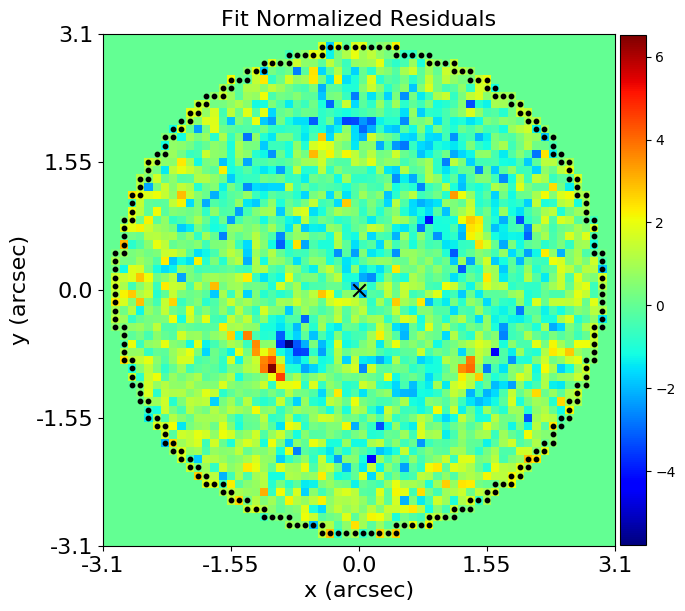 Fit Normalized Residuals
3.1
1.55
0.0
-1.55
-3.1
y (arcsec)
-3.1 -1.55 0.0 1.55 3.1
x (arcsec)
6
4
2
0
−2
−4